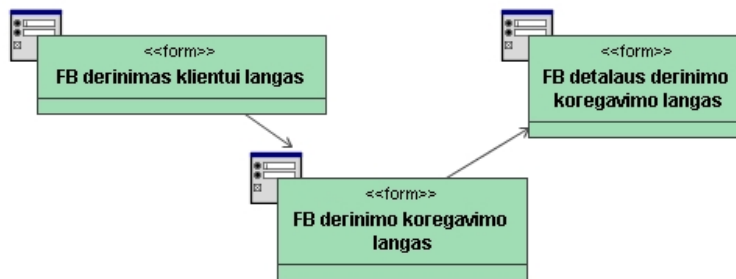 <<form>>
FB derinimas klientui langas
<<form>>
FB detalaus derinimo
koregavimo langas
<<form>>
FB derinimo koregavimo
langas